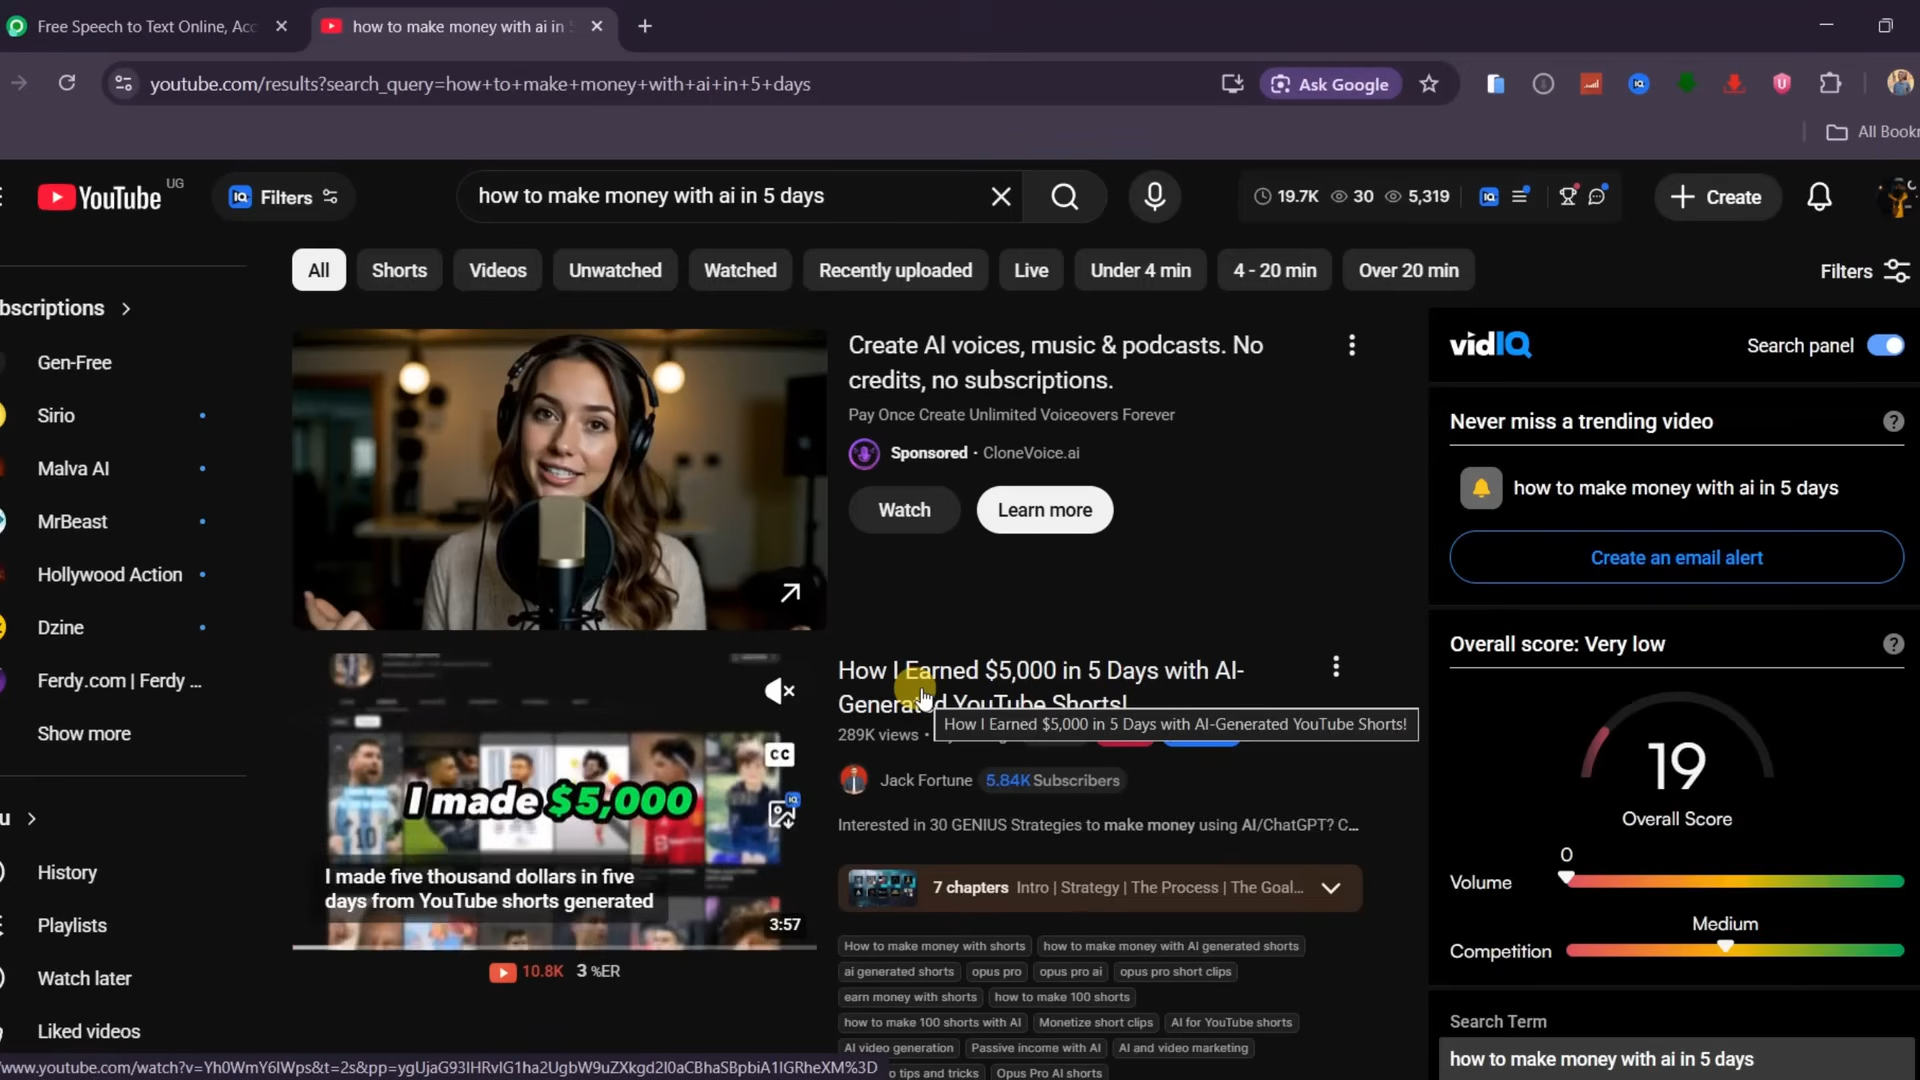 Free Speech to Text Online, Acc
how to make money with ai in 5
youtube.com/results?search_query=how+to+make+money+with+ai+in+5+days
Ask Google
All Bookr
YouTube UG
IQ Filters
how to make money with ai in 5 days
19.7K 30 5,319
IQ
Create
All
Shorts
Videos
Unwatched
Watched
Recently uploaded
Live
Under 4 min
4 - 20 min
Over 20 min
Filters
bscriptions
Gen-Free
Sirio
Malva AI
MrBeast
Hollywood Action
Dzine
Ferdy.com | Ferdy ...
Show more
u
History
Playlists
Watch later
Liked videos
Create AI voices, music & podcasts. No
credits, no subscriptions.
Pay Once Create Unlimited Voiceovers Forever
Sponsored · CloneVoice.ai
Watch
Learn more
How I Earned $5,000 in 5 Days with AI-
Generated YouTube Shorts!
How I Earned $5,000 in 5 Days with AI-Generated YouTube Shorts!
289K views •
Jack Fortune 5.84K Subscribers
Interested in 30 GENIUS Strategies to make money using AI/ChatGPT? C...
7 chapters Intro | Strategy | The Process | The Goal...
CC
I made $5,000
I made five thousand dollars in five
days from YouTube shorts generated
3:57
10.8K 3 %ER
How to make money with shorts
how to make money with AI generated shorts
ai generated shorts
opus pro
opus pro ai
opus pro short clips
earn money with shorts
how to make 100 shorts
how to make 100 shorts with AI
Monetize short clips
AI for YouTube shorts
AI video generation
Passive income with AI
AI and video marketing
o tips and tricks
Opus Pro AI shorts
vidIQ
Search panel
Never miss a trending video
how to make money with ai in 5 days
Create an email alert
Overall score: Very low
19
Overall Score
0
Volume
Medium
Competition
Search Term
how to make money with ai in 5 days